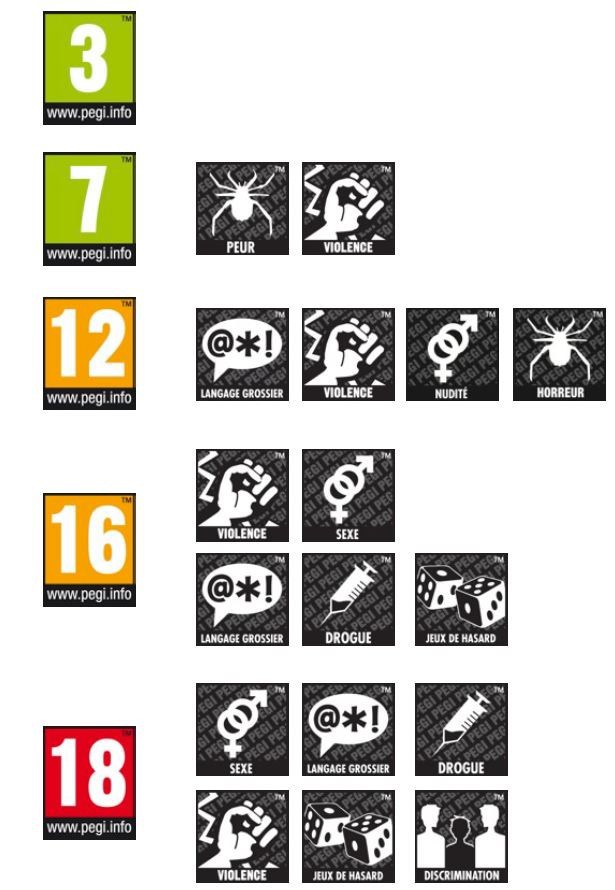 3
www.pegi.info
7
www.pegi.info
PEUR
VIOLENCE
12
www.pegi.info
@*!
LANGAGE GROSSIER
VIOLENCE
NUDITÉ
HORREUR
16
www.pegi.info
VIOLENCE
SEXE
@*!
LANGAGE GROSSIER
DROGUE
JEUX DE HASARD
18
www.pegi.info
SEXE
@*!
LANGAGE GROSSIER
DROGUE
VIOLENCE
JEUX DE HASARD
DISCRIMINATION